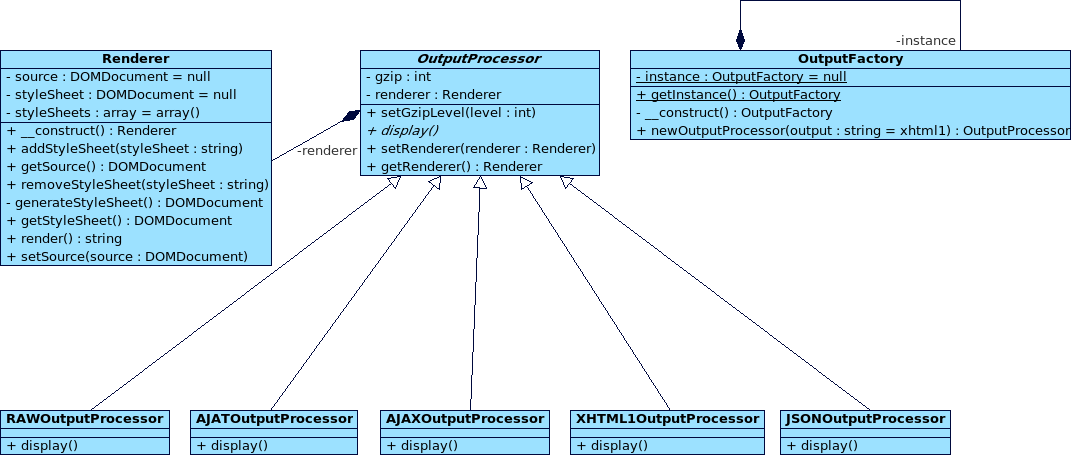 -instance
Renderer
- source : DOMDocument = null
- styleSheet : DOMDocument = null
- styleSheets : array = array()
+ __construct() : Renderer
+ addStyleSheet(styleSheet : string)
+ getSource() : DOMDocument
+ removeStyleSheet(styleSheet : string)
- generateStyleSheet() : DOMDocument
+ getStyleSheet() : DOMDocument
+ render() : string
+ setSource(source : DOMDocument)
-renderer
OutputProcessor
- gzip : int
- renderer : Renderer
+ setGzipLevel(level : int)
+ display()
+ setRenderer(renderer : Renderer)
+ getRenderer() : Renderer
OutputFactory
- instance : OutputFactory = null
+ getInstance() : OutputFactory
- __construct() : OutputFactory
+ newOutputProcessor(output : string = xhtml1) : OutputProcessor
RAWOutputProcessor
+ display()
AJATOutputProcessor
+ display()
AJAXOutputProcessor
+ display()
XHTML1OutputProcessor
+ display()
JSONOutputProcessor
+ display()